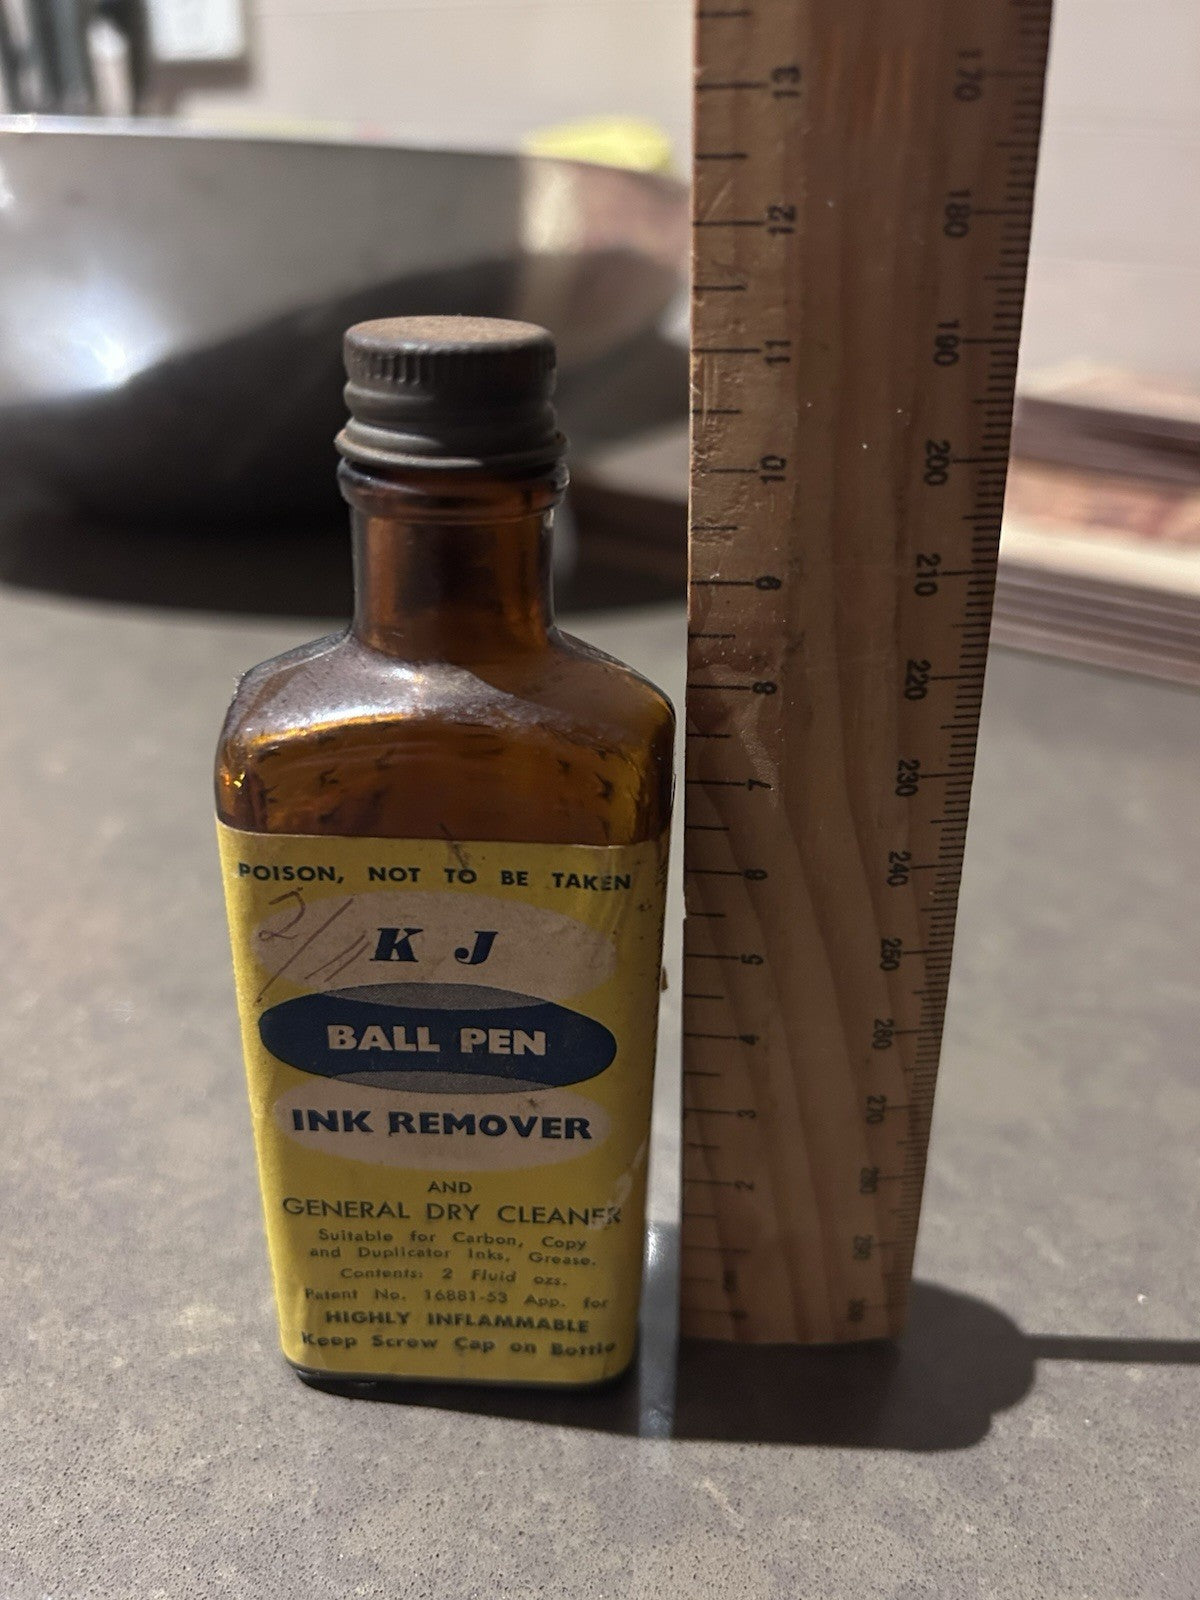 POISON, NOT TO BE TAKEN
2/11
K J
BALL PEN
INK REMOVER
AND
GENERAL DRY CLEANER
Suitable for Carbon, Copy
and Duplicator Inks, Grease.
Contents: 2 Fluid ozs.
Patent No. 16881-53 App. for
HIGHLY INFLAMMABLE
Keep Screw Cap on Bottle
13
12
11
10
9
8
7
6
5
4
3
2
170
180
190
200
210
220
230
240
250
260
270
280
290
300